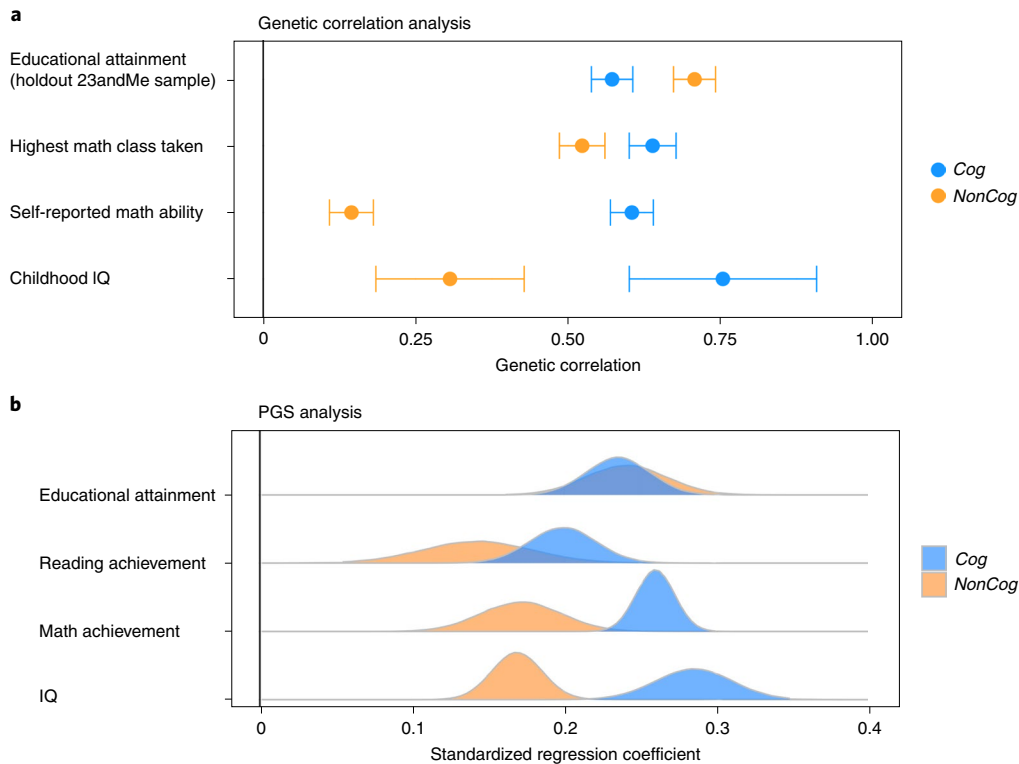 a
Genetic correlation analysis
Educational attainment
(holdout 23andMe sample)
Highest math class taken
Self-reported math ability
Childhood IQ
Cog
NonCog
0 0.25 0.50 0.75 1.00
Genetic correlation
b
PGS analysis
Educational attainment
Reading achievement
Math achievement
IQ
Cog
NonCog
0 0.1 0.2 0.3 0.4
Standardized regression coefficient